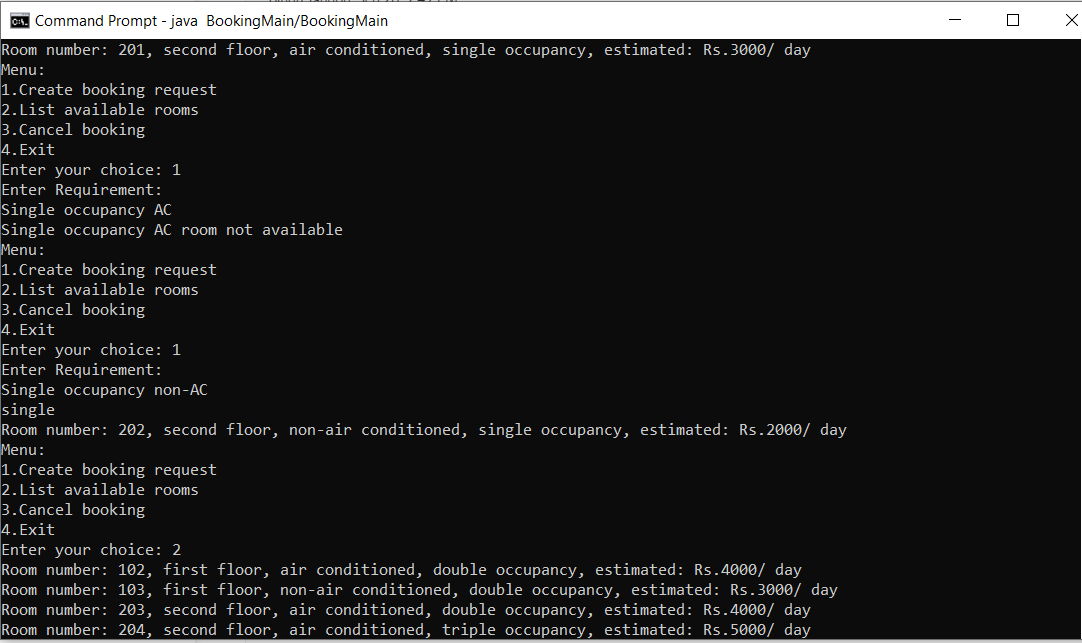 Command Prompt - java  BookingMain/BookingMain
Room number: 201, second floor, air conditioned, single occupancy, estimated: Rs.3000/ day
Menu:
1.Create booking request
2.List available rooms
3.Cancel booking
4.Exit
Enter your choice: 1
Enter Requirement:
Single occupancy AC
Single occupancy AC room not available
Menu:
1.Create booking request
2.List available rooms
3.Cancel booking
4.Exit
Enter your choice: 1
Enter Requirement:
Single occupancy non-AC
single
Room number: 202, second floor, non-air conditioned, single occupancy, estimated: Rs.2000/ day
Menu:
1.Create booking request
2.List available rooms
3.Cancel booking
4.Exit
Enter your choice: 2
Room number: 102, first floor, air conditioned, double occupancy, estimated: Rs.4000/ day
Room number: 103, first floor, non-air conditioned, double occupancy, estimated: Rs.3000/ day
Room number: 203, second floor, air conditioned, double occupancy, estimated: Rs.4000/ day
Room number: 204, second floor, air conditioned, triple occupancy, estimated: Rs.5000/ day